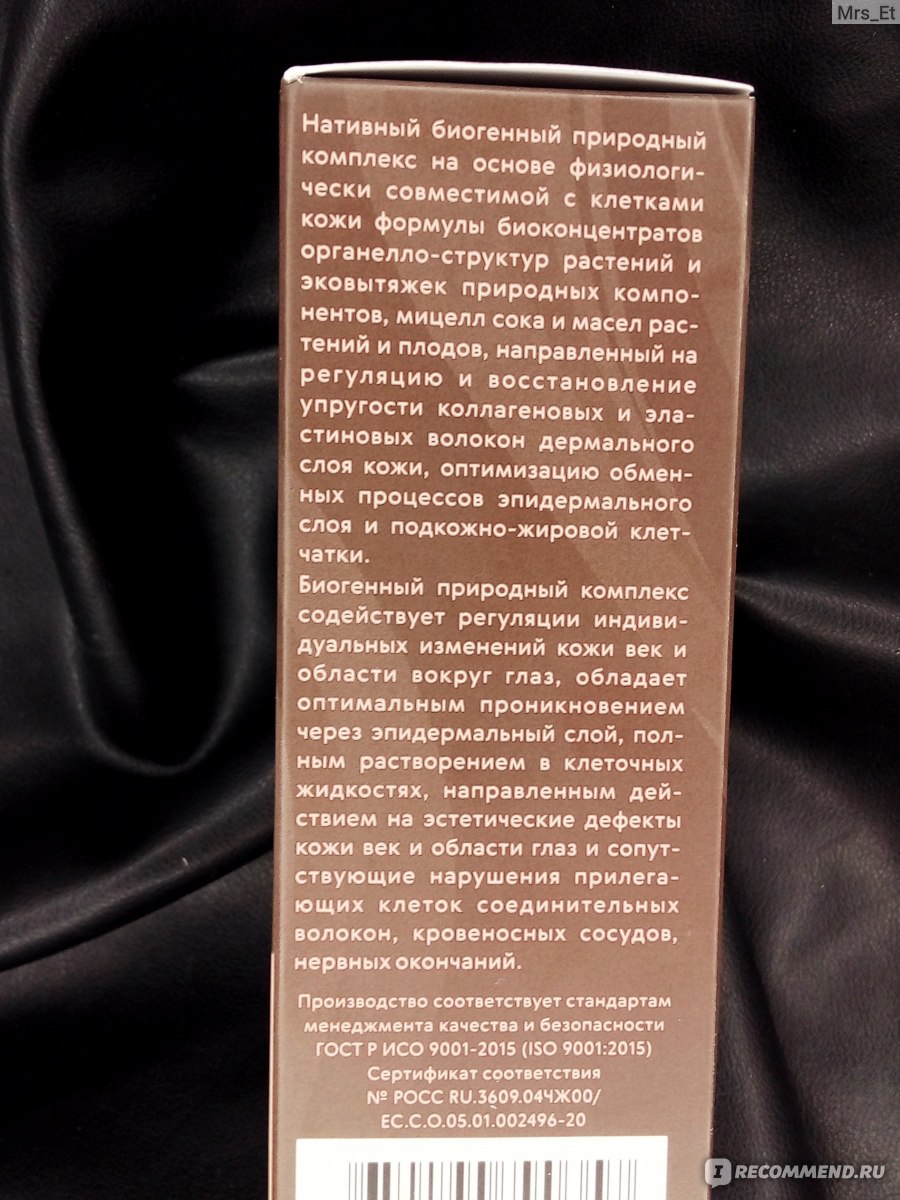 Mrs_Et
Нативный биогенный природный
комплекс на основе физиологи-
чески совместимой с клетками
кожи формулы биоконцентратов
органелло-структур растений и
эковытяжек природных компо-
нентов, мицелл сока и масел рас-
тений и плодов, направленный на
регуляцию и восстановление
упругости коллагеновых и эла-
стиновых волокон дермального
слоя кожи, оптимизацию обмен-
ных процессов эпидермального
слоя и подкожно-жировой клет-
чатки.
Биогенный природный комплекс
содействует регуляции индиви-
дуальных изменений кожи век и
области вокруг глаз, обладает
оптимальным проникновением
через эпидермальный слой, пол-
ным растворением в клеточных
жидкостях, направленным дей-
ствием на эстетические дефекты
кожи век и области глаз и сопут-
ствующие нарушения прилега-
ющих клеток соединительных
волокон, кровеносных сосудов,
нервных окончаний.
Производство соответствует стандартам
менеджмента качества и безопасности
ГОСТ Р ИСО 9001-2015 (ISO 9001:2015)
Сертификат соответствия
№ РОСС RU.3609.04ЧЖ00/
ЕС.С.О.05.01.002496-20
IRECOMMEND.RU